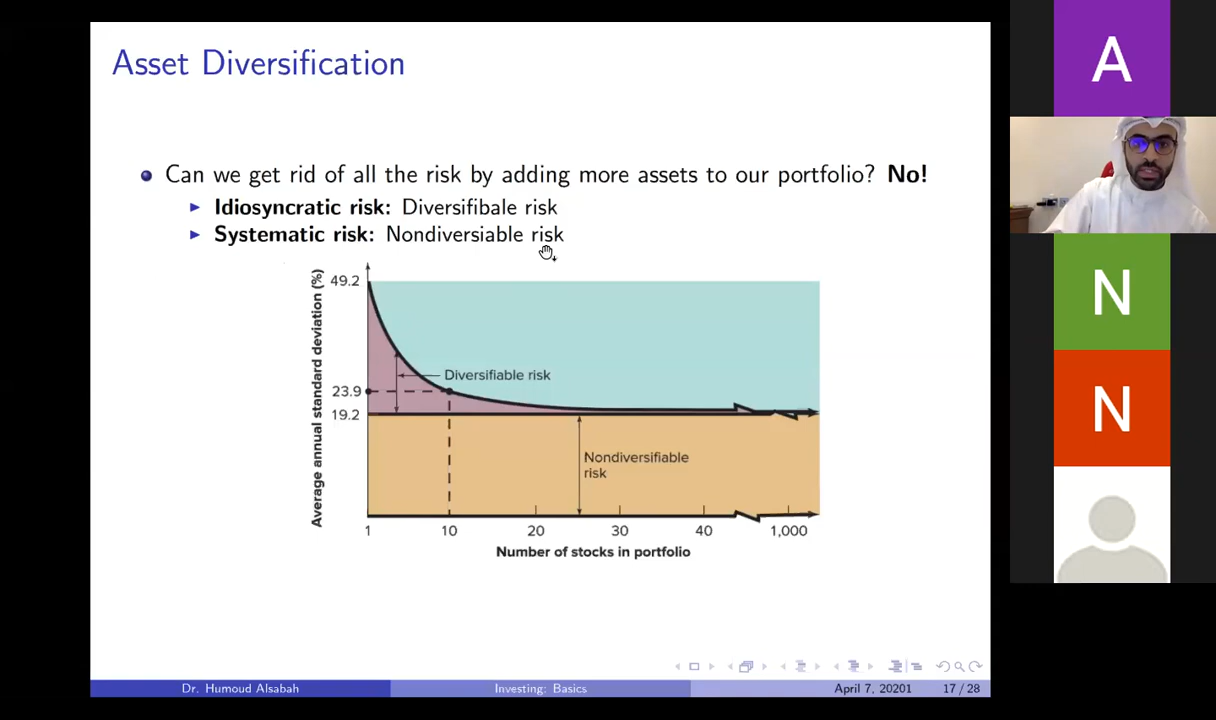 Asset Diversification
Can we get rid of all the risk by adding more assets to our portfolio? No!
Idiosyncratic risk: Diversifibale risk
Systematic risk: Nondiversiable risk
Average annual standard deviation (%)
49.2
23.9
19.2
Diversifiable risk
Nondiversifiable
risk
1 10 20 30 40 1,000
Number of stocks in portfolio
Dr. Humoud Alsabah Investing: Basics April 7, 20201 17 / 28
A
N
N